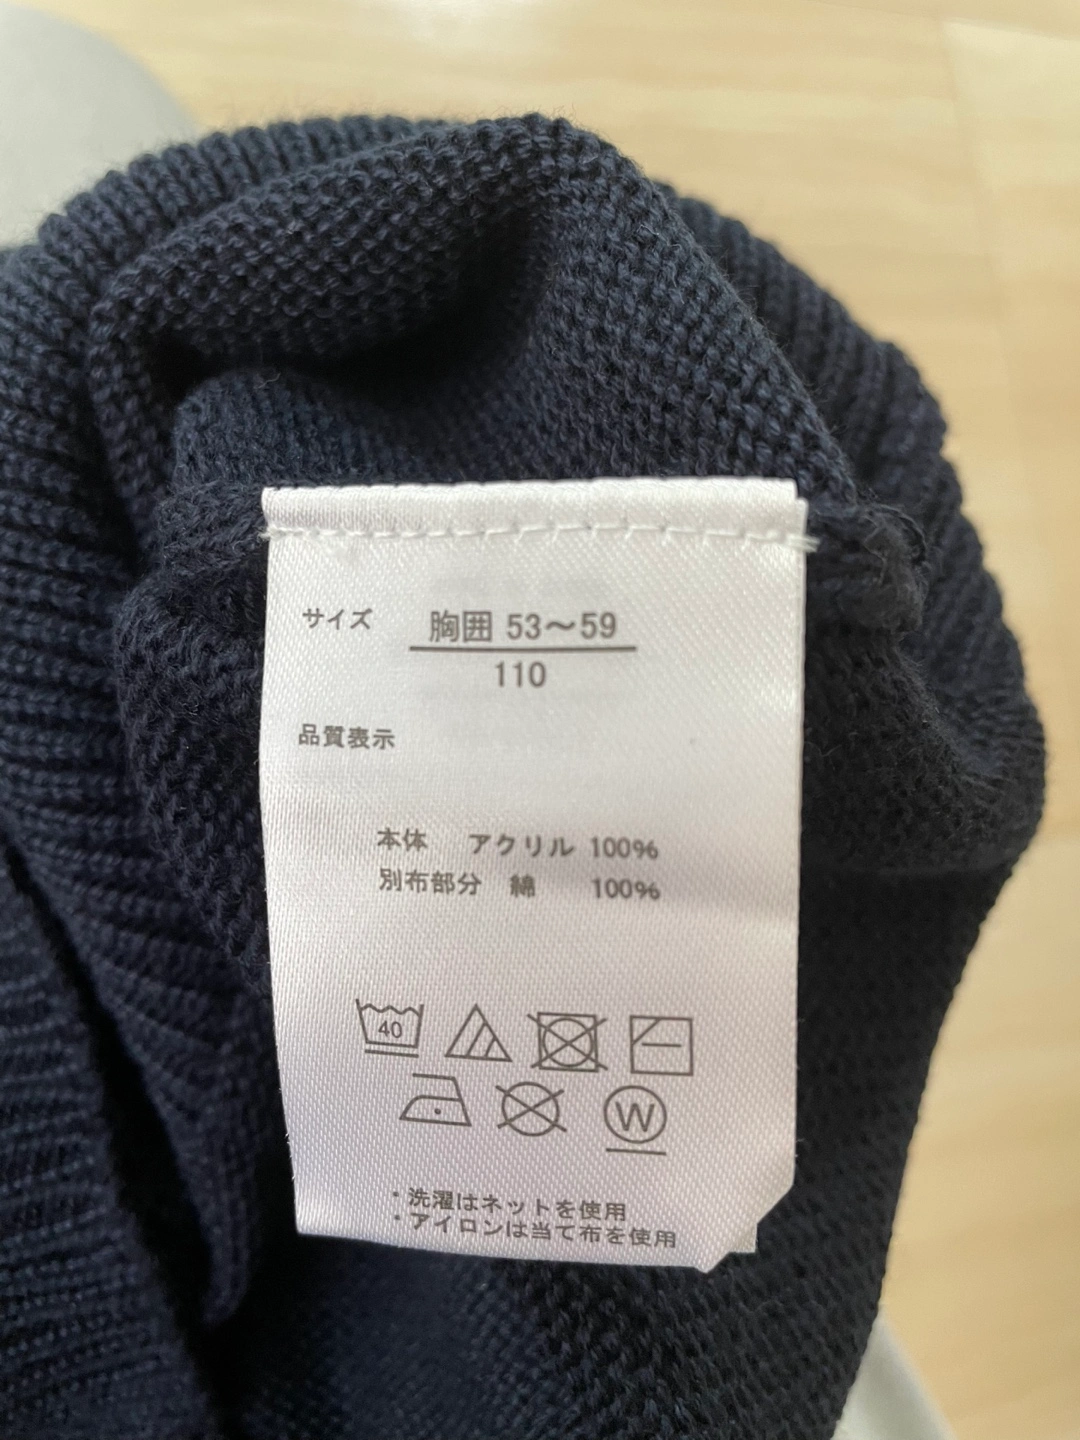 サイズ 胸囲 53〜59
110
品質表示
本体 アクリル 100%
別布部分 綿 100%
40
W
・洗濯はネットを使用
・アイロンは当て布を使用